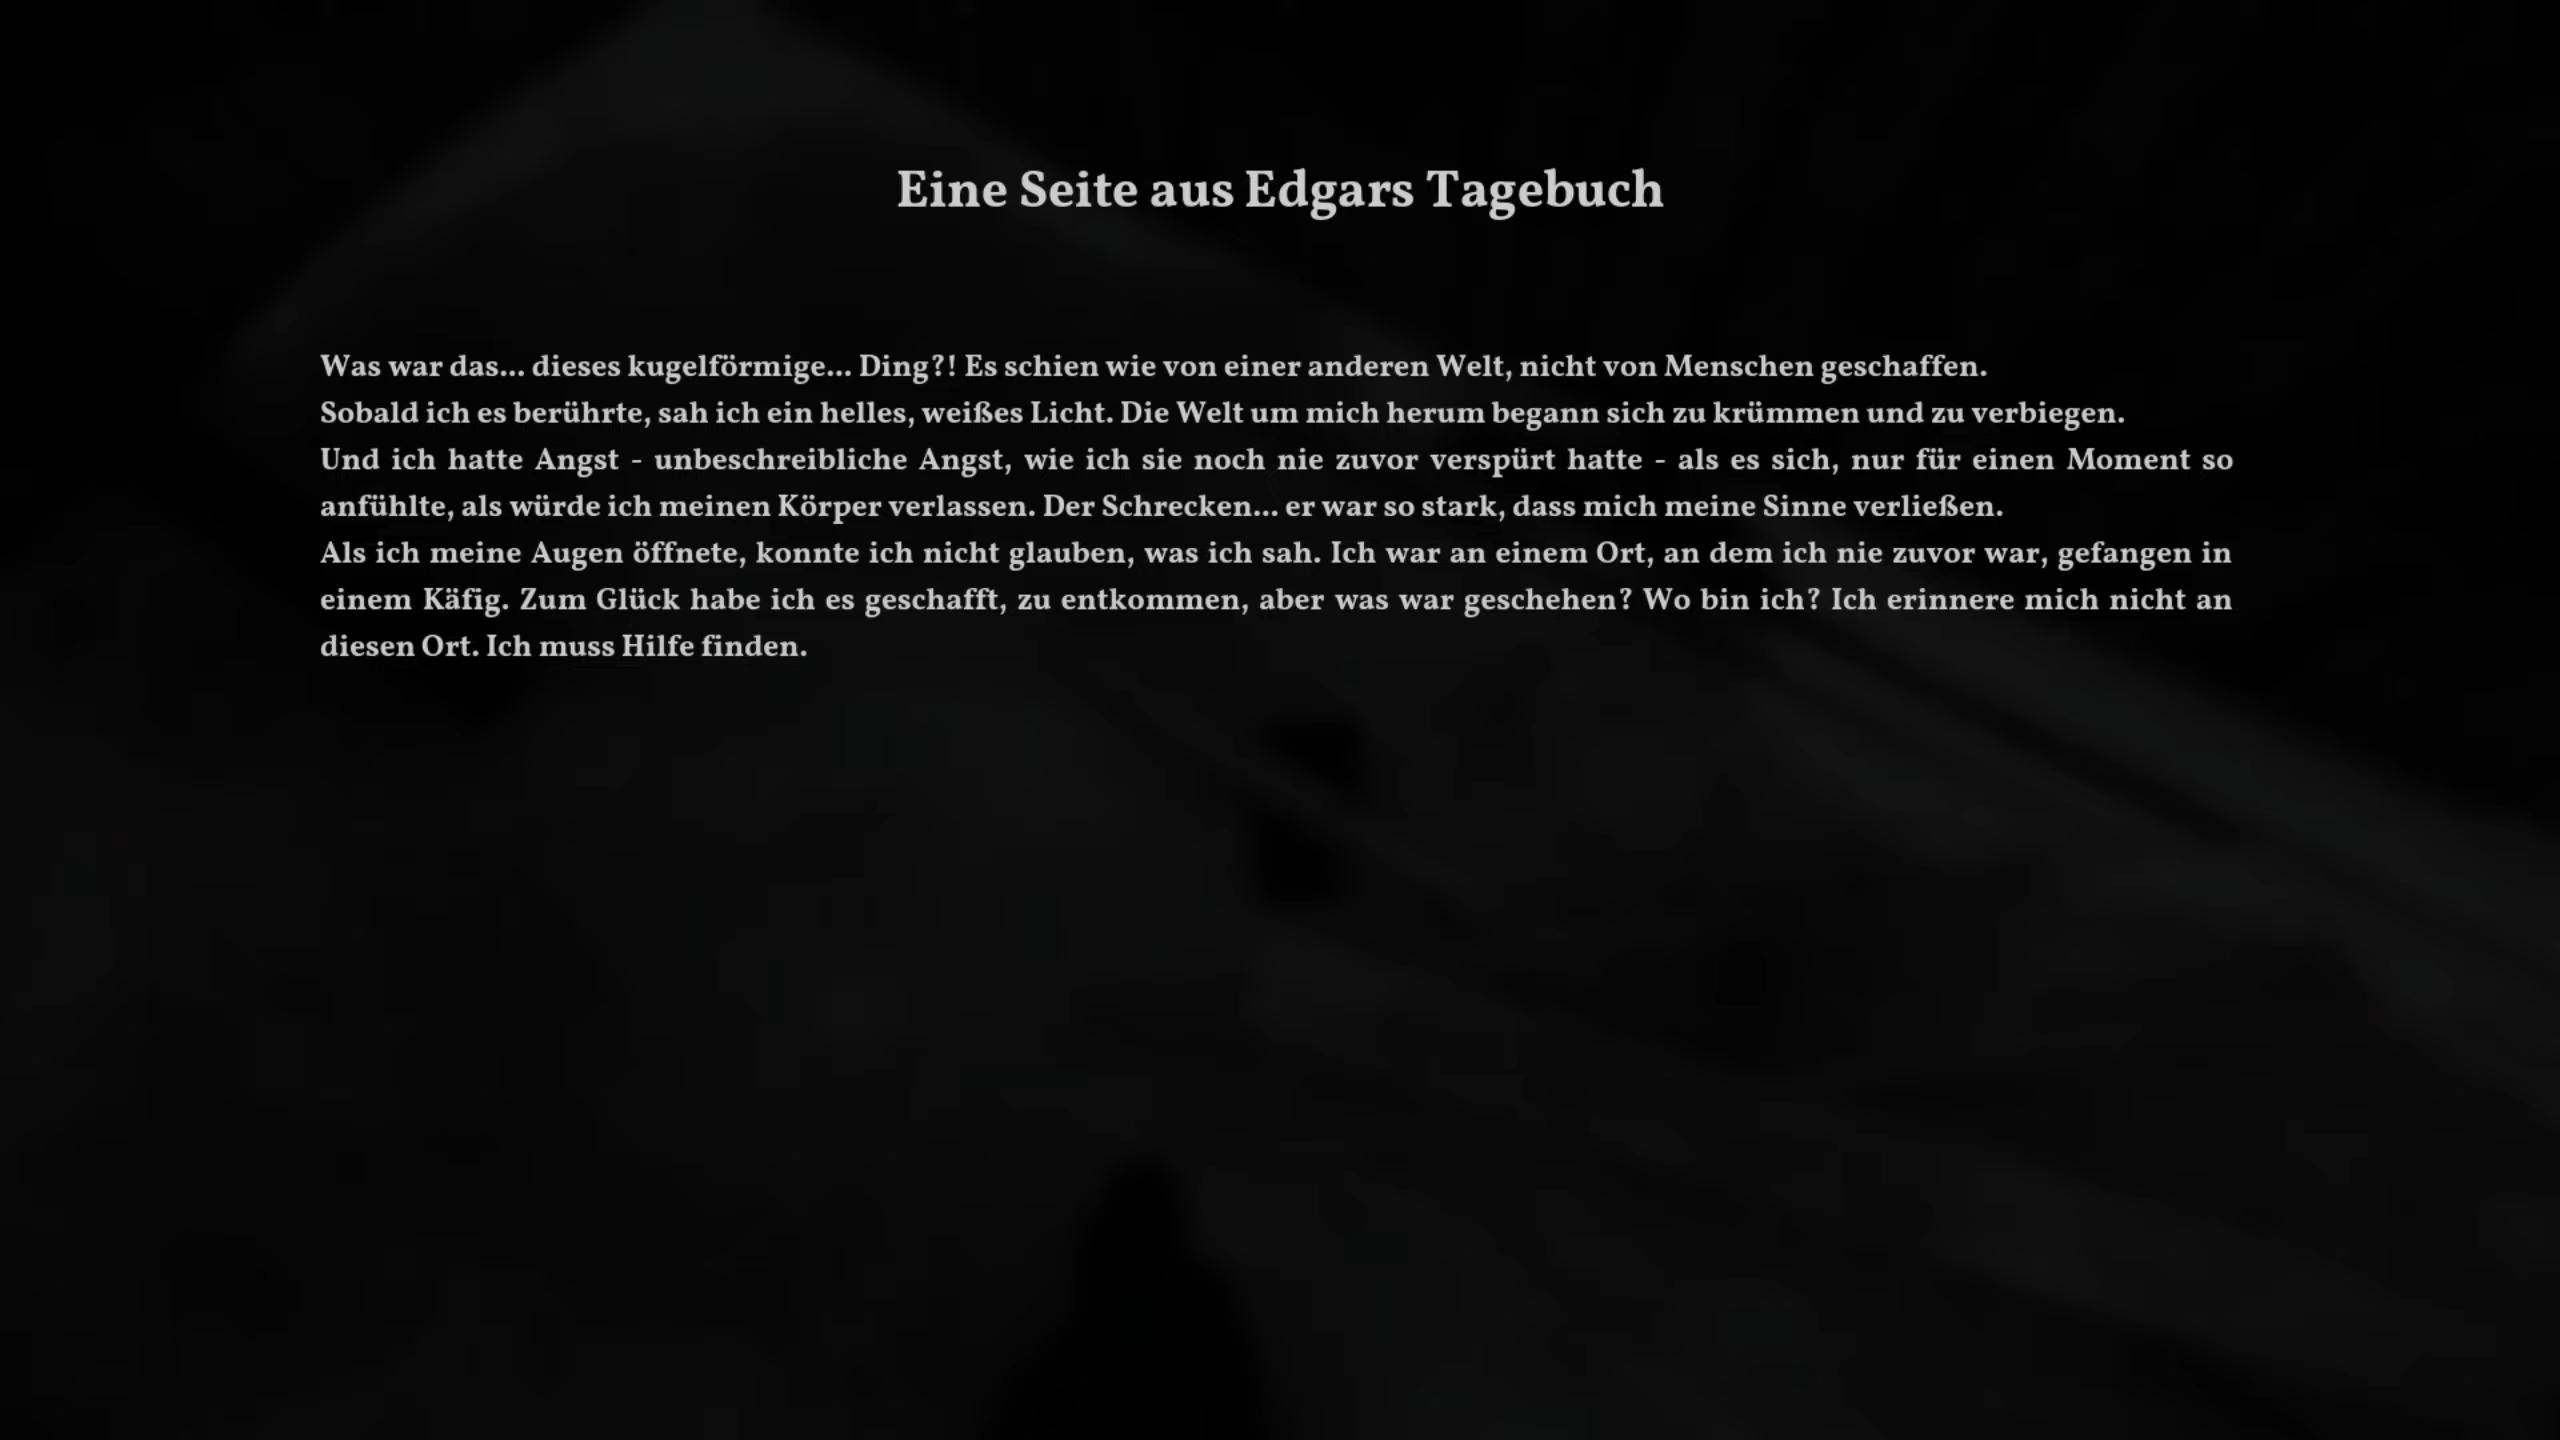 Eine Seite aus Edgars Tagebuch
Was war das... dieses kugelförmige... Ding?! Es schien wie von einer anderen Welt, nicht von Menschen geschaffen.
Sobald ich es berührte, sah ich ein helles, weißes Licht. Die Welt um mich herum begann sich zu krümmen und zu verbiegen.
Und ich hatte Angst - unbeschreibliche Angst, wie ich sie noch nie zuvor verspürt hatte - als es sich, nur für einen Moment so
anfühlte, als würde ich meinen Körper verlassen. Der Schrecken... er war so stark, dass mich meine Sinne verließen.
Als ich meine Augen öffnete, konnte ich nicht glauben, was ich sah. Ich war an einem Ort, an dem ich nie zuvor war, gefangen in
einem Käfig. Zum Glück habe ich es geschafft, zu entkommen, aber was war geschehen? Wo bin ich? Ich erinnere mich nicht an
diesen Ort. Ich muss Hilfe finden.